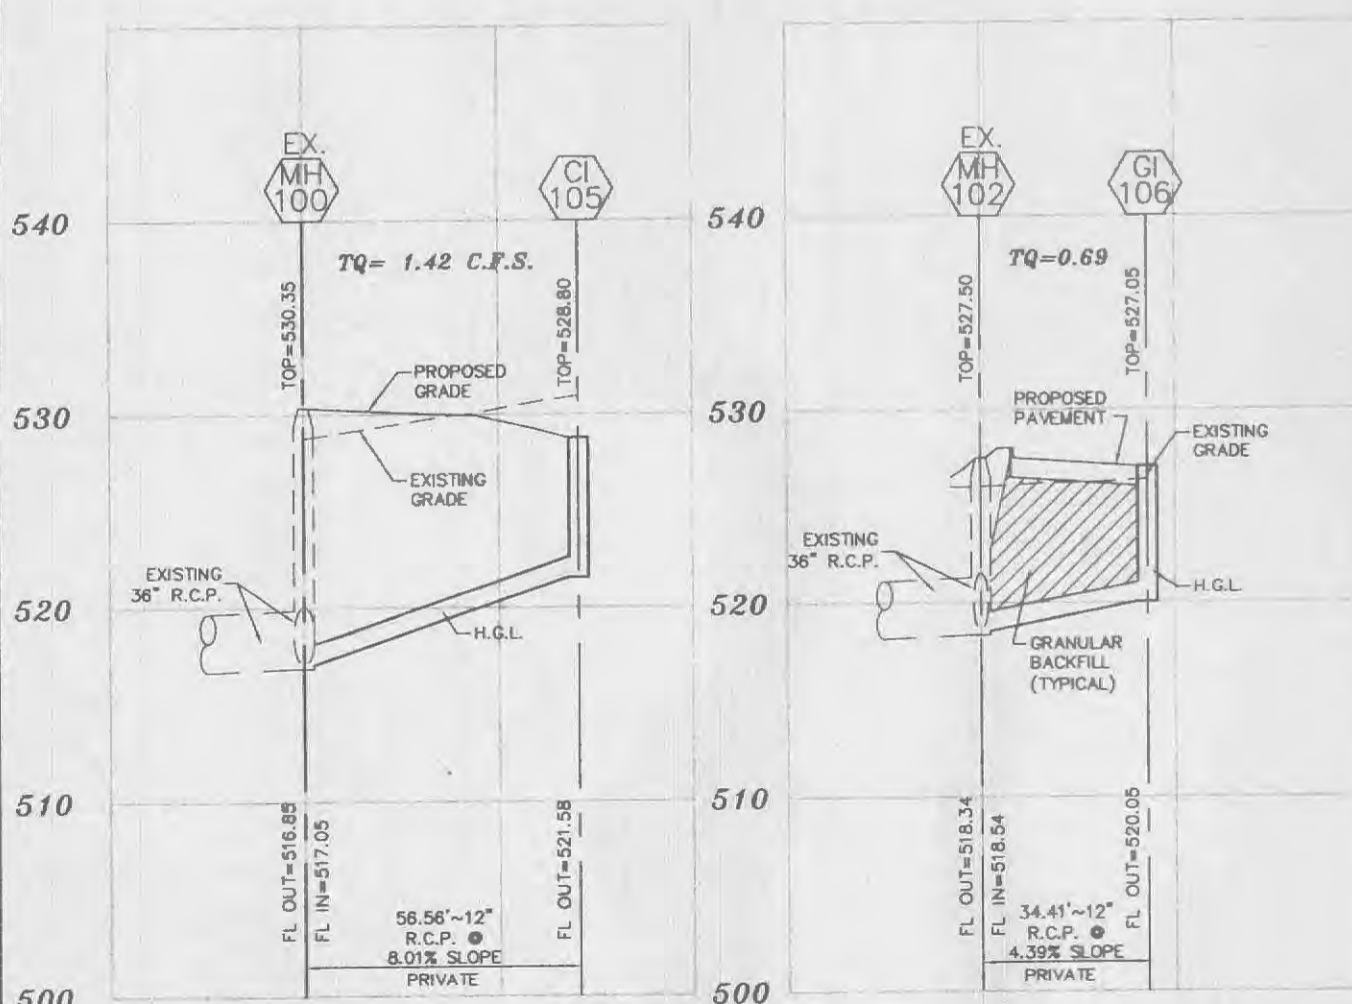 EX.
MH
100
CI
105
540
TQ= 1.42 C.F.S.
TOP=530.35
TOP=528.80
PROPOSED
GRADE
530
EXISTING
GRADE
EXISTING
36" R.C.P.
520
H.G.L.
510
FL OUT=516.85
FL IN=517.05
FL OUT=521.58
56.56'~12"
R.C.P. @
8.01% SLOPE
PRIVATE
500
EX.
MH
102
GI
106
540
TQ=0.69
TOP=527.50
TOP=527.05
PROPOSED
PAVEMENT
530
EXISTING
GRADE
EXISTING
36" R.C.P.
520
H.G.L.
GRANULAR
BACKFILL
(TYPICAL)
510
FL OUT=518.34
FL IN=518.54
FL OUT=520.05
34.41'~12"
R.C.P. @
4.39% SLOPE
PRIVATE
500